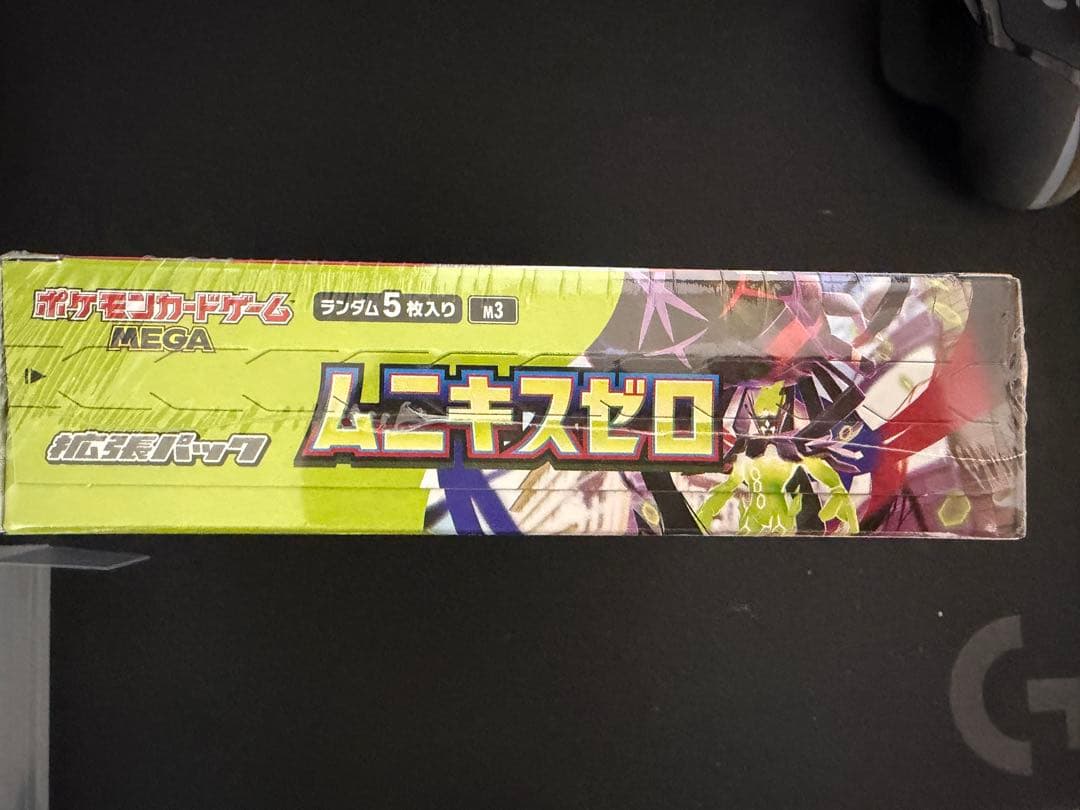 ポケモンカードゲーム
MEGA
ランダム5枚入り
M3
ムニキスゼロ
拡張パック